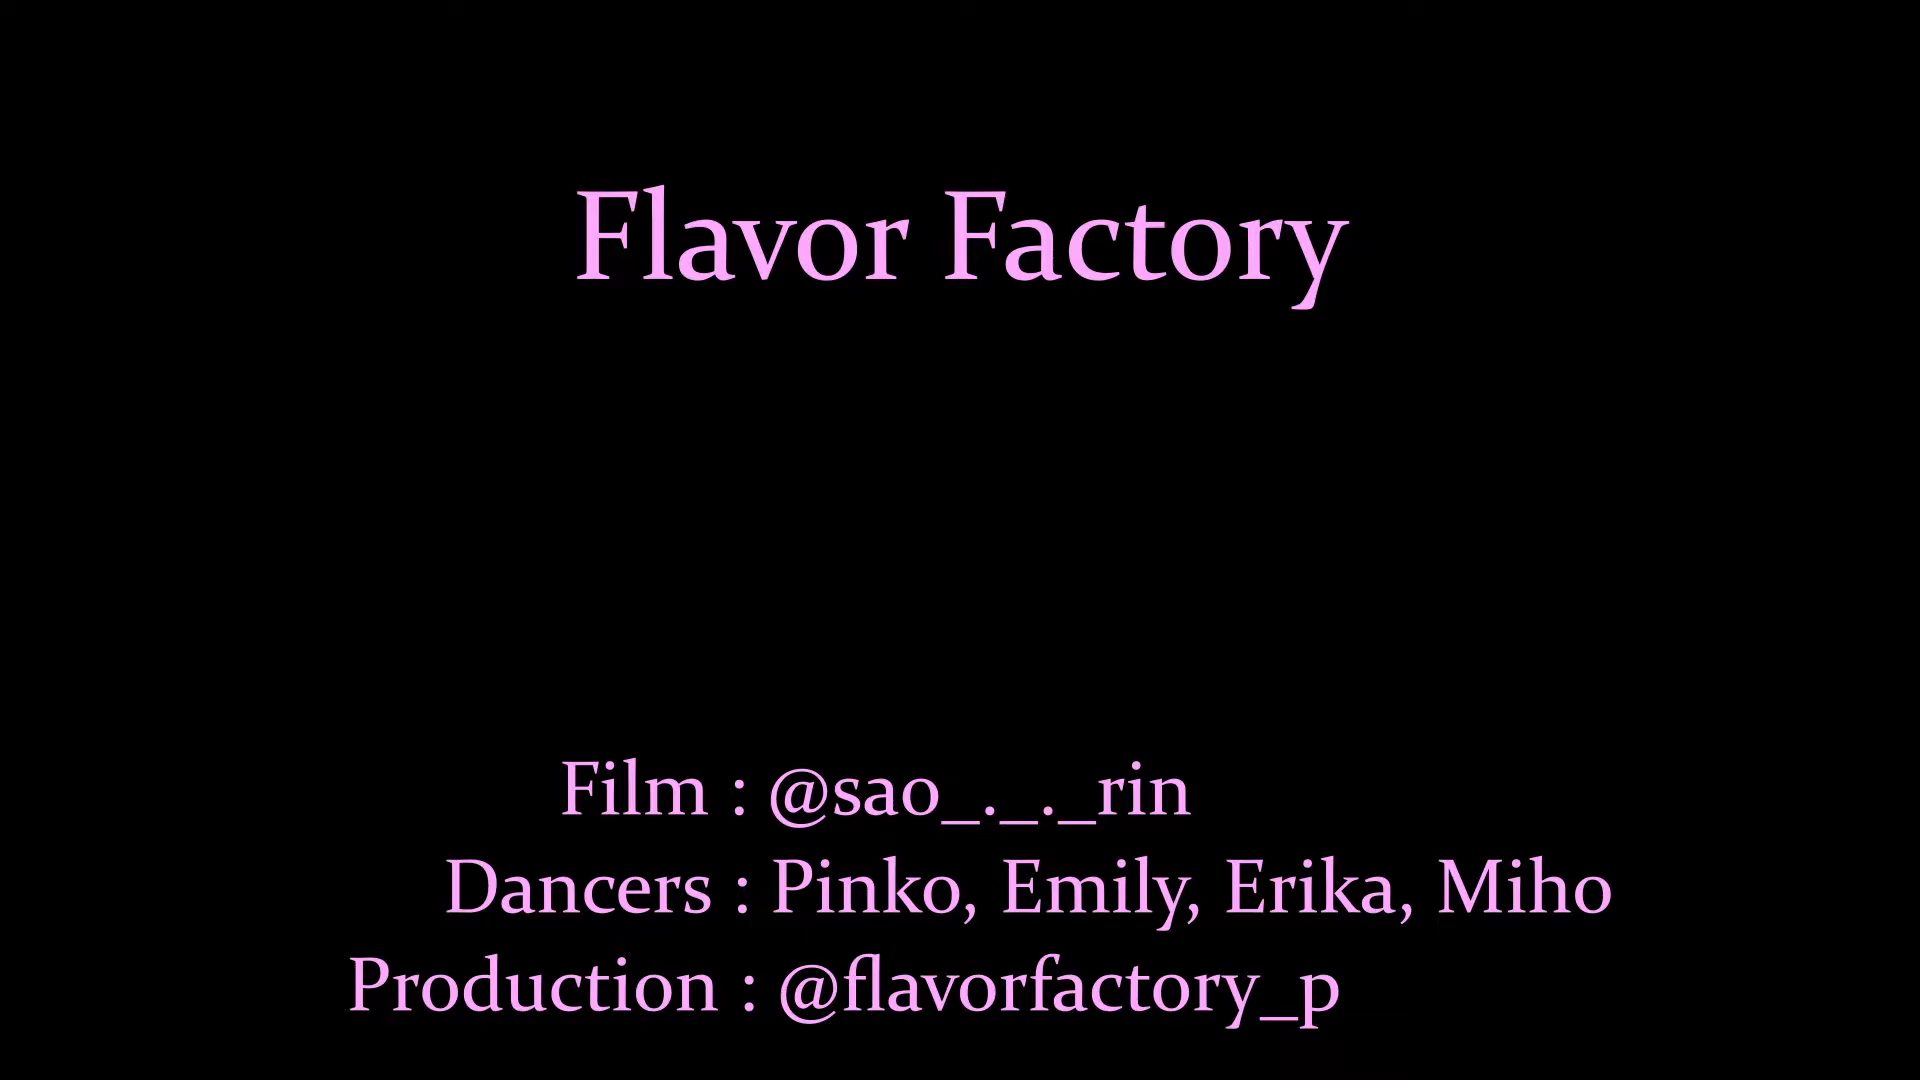 Flavor Factory
Film : @sao_._._rin
Dancers : Pinko, Emily, Erika, Miho
Production : @flavorfactory_p